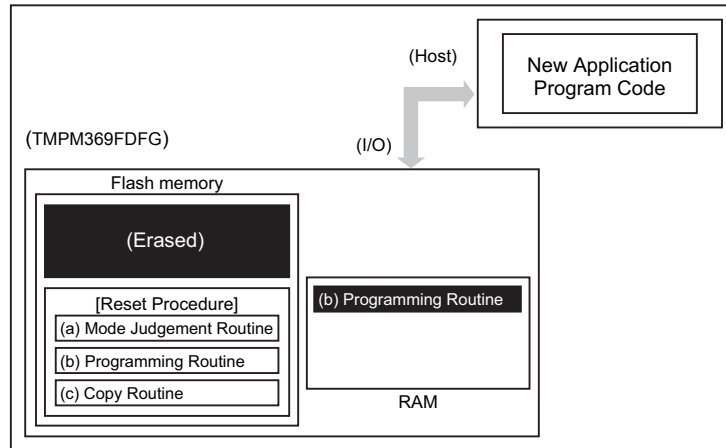 (Host)
New Application
Program Code
(TMPM369FDFG)
(I/O)
Flash memory
(Erased)
[Reset Procedure]
(a) Mode Judgement Routine
(b) Programming Routine
(c) Copy Routine
(b) Programming Routine
RAM